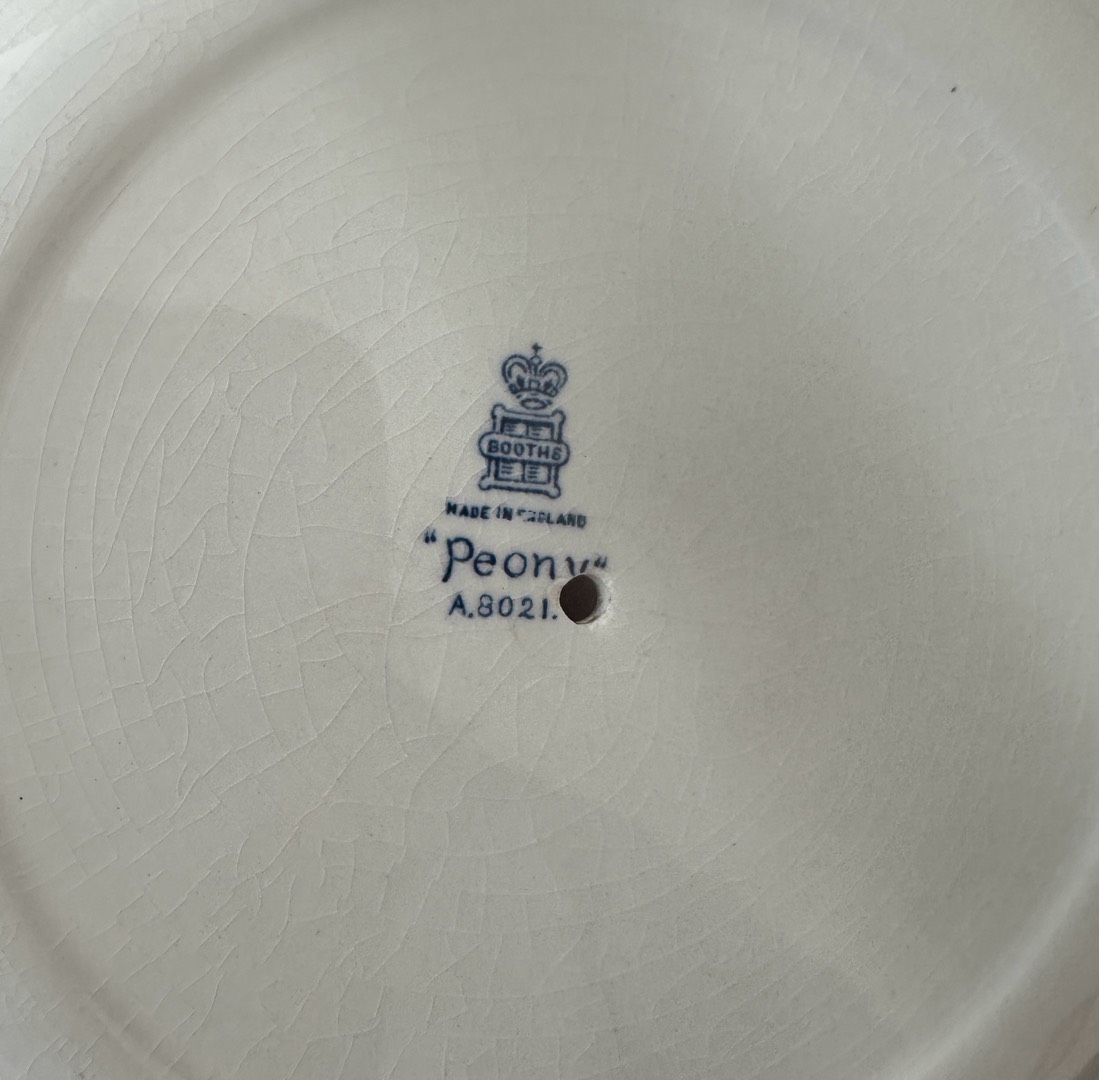 BOOTHS
MADE IN ENGLAND
"Peony"
A.8021.